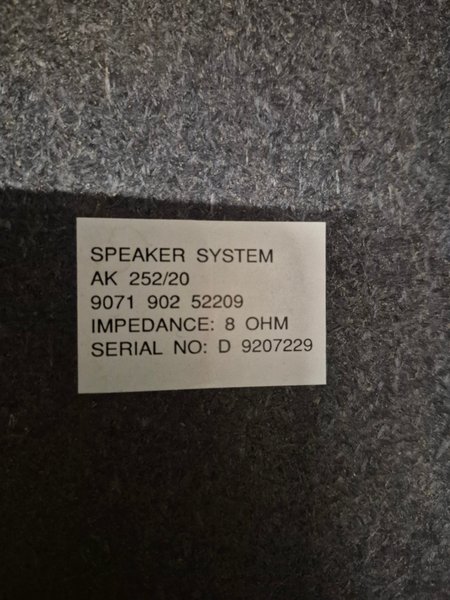 SPEAKER SYSTEM
AK 252/20
9071 902 52209
IMPEDANCE: 8 OHM
SERIAL NO: D 9207229